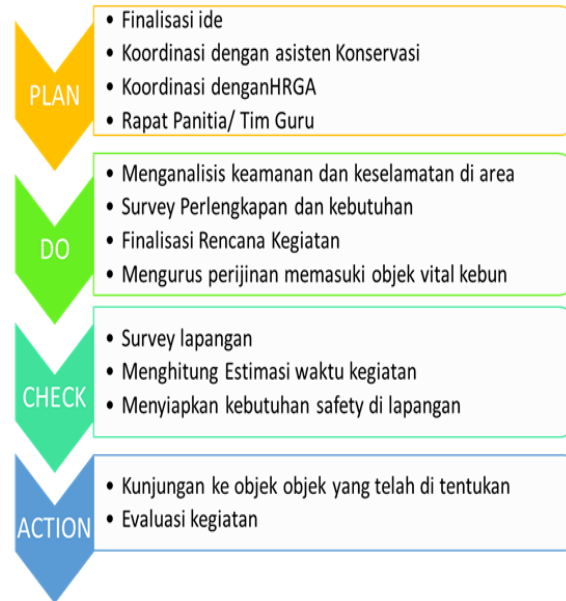 PLAN
• Finalisasi ide
• Koordinasi dengan asisten Konservasi
• Koordinasi denganHRGA
• Rapat Panitia/ Tim Guru
DO
• Menganalisis keamanan dan keselamatan di area
• Survey Perlengkapan dan kebutuhan
• Finalisasi Rencana Kegiatan
• Mengurus perijinan memasuki objek vital kebun
CHECK
• Survey lapangan
• Menghitung Estimasi waktu kegiatan
• Menyiapkan kebutuhan safety di lapangan
ACTION
• Kunjungan ke objek objek yang telah di tentukan
• Evaluasi kegiatan